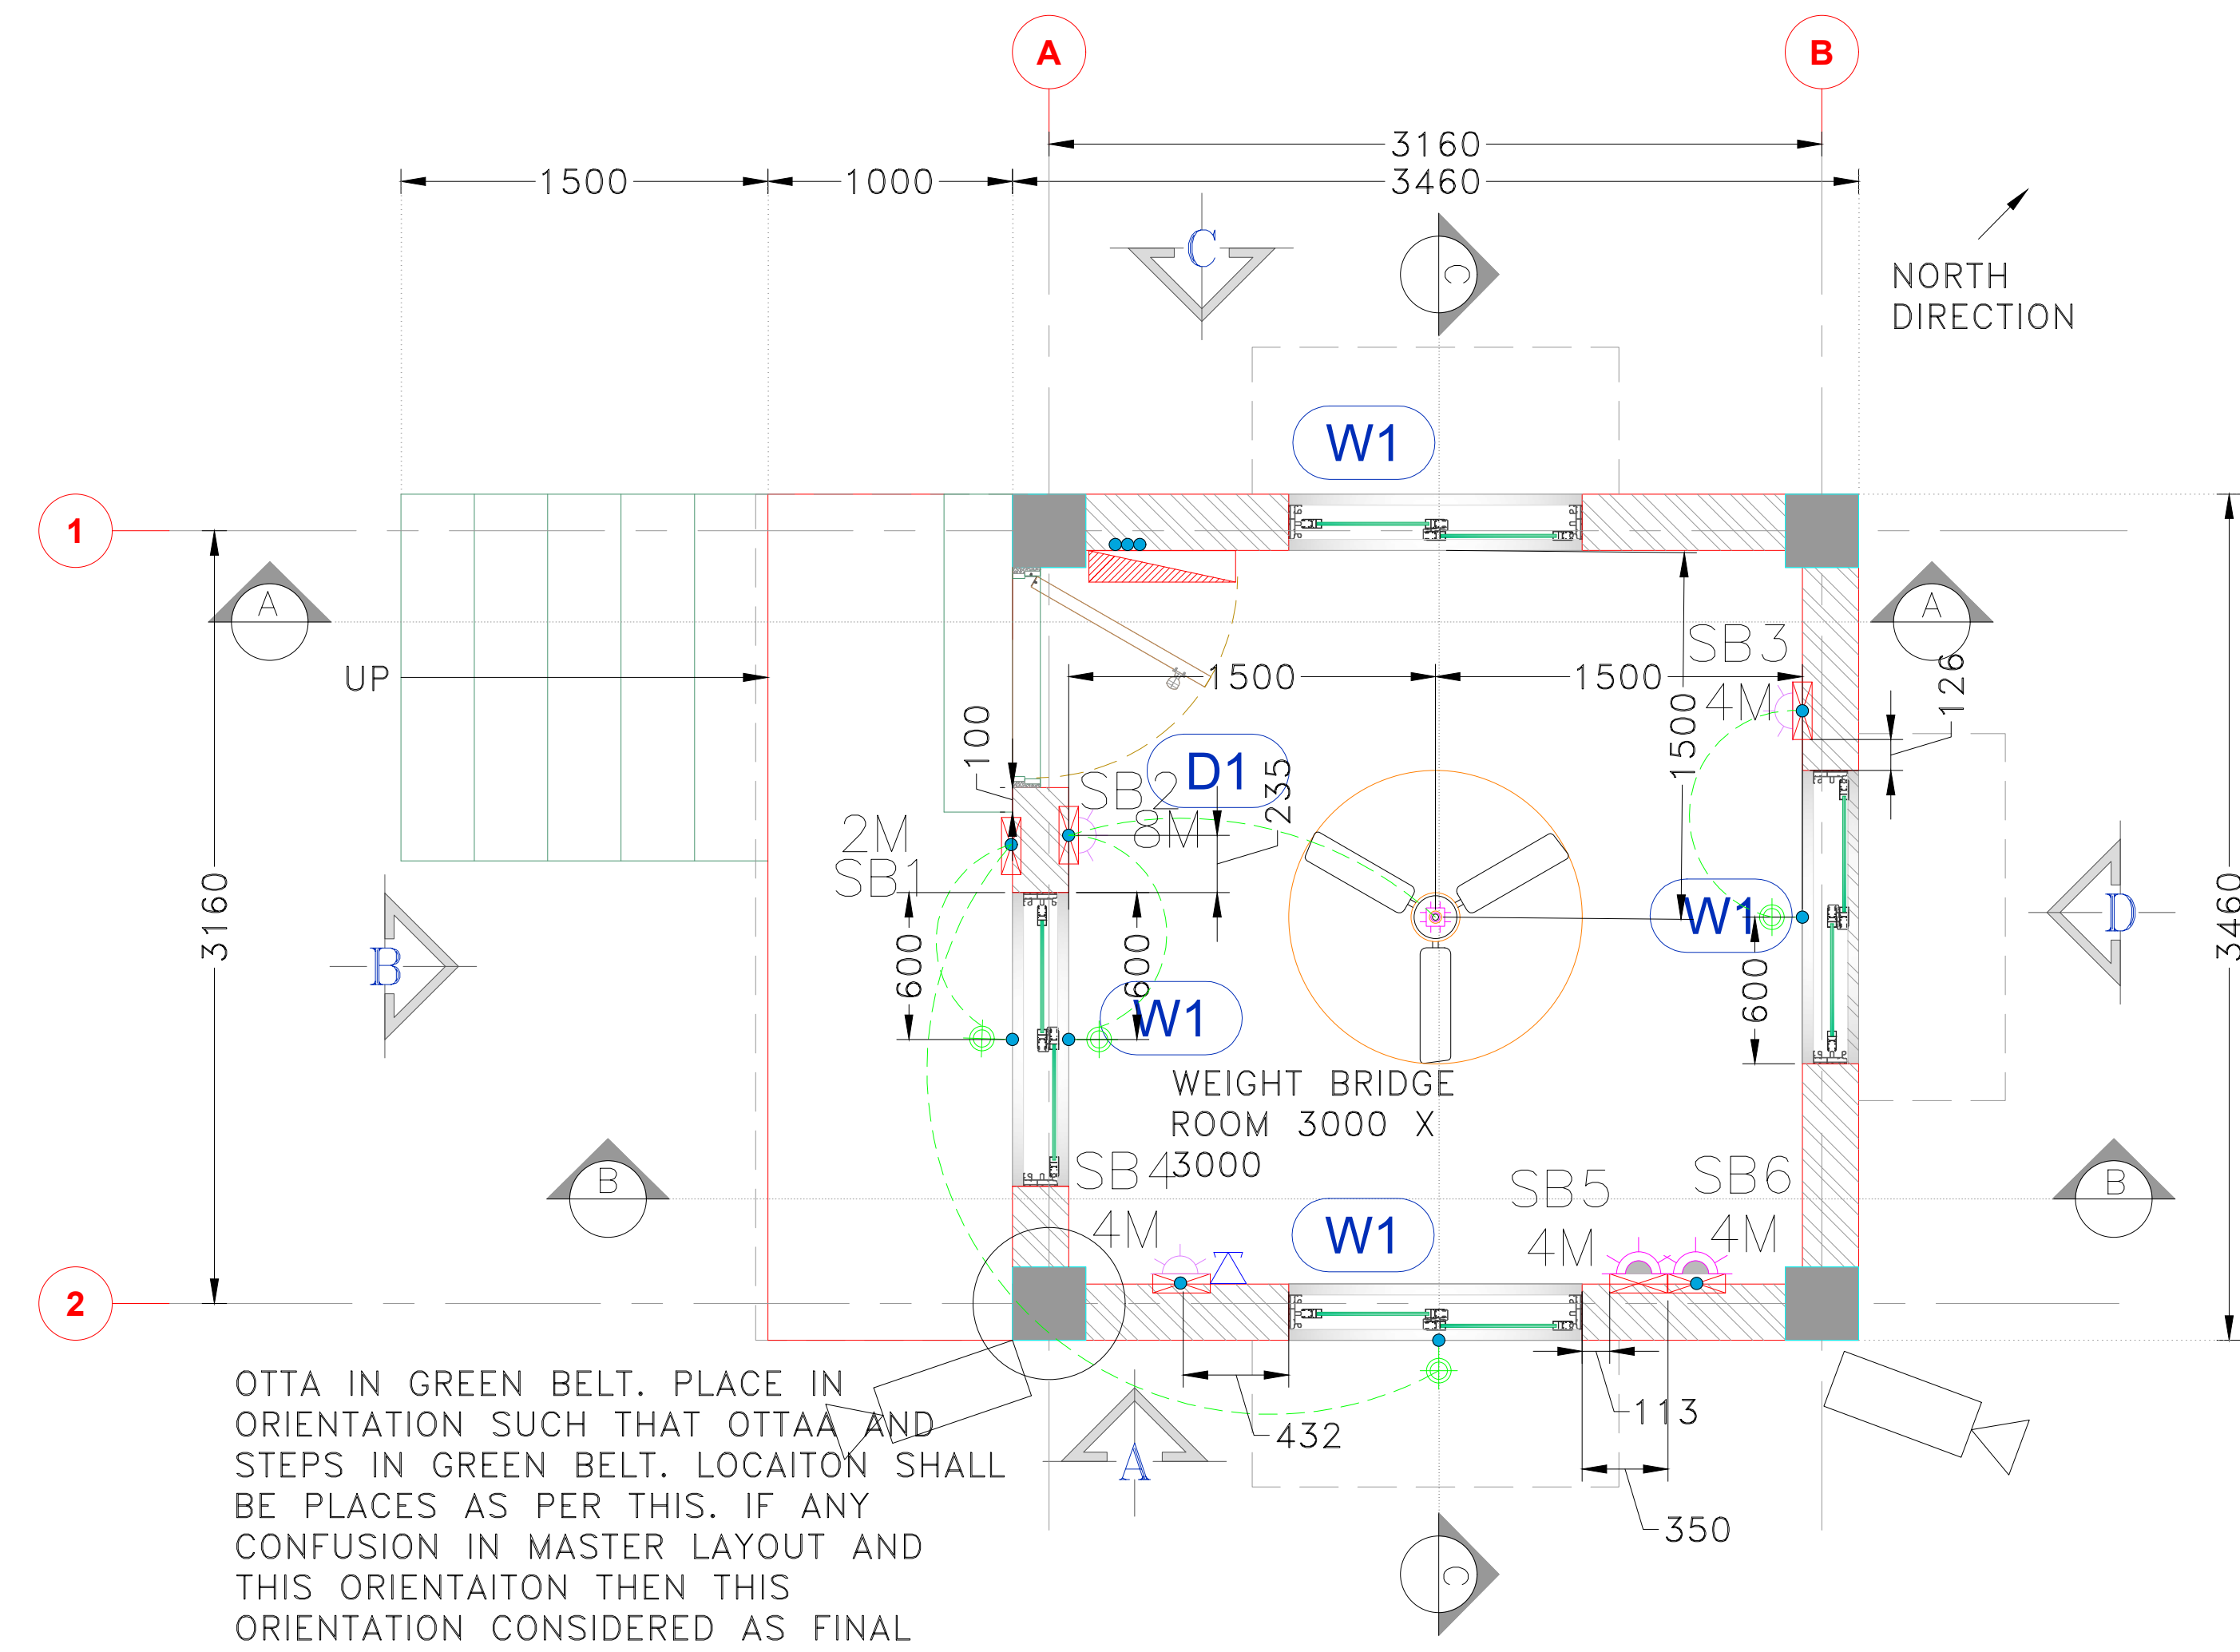 A
B
3160
1500
1000
3460
C
C
NORTH
DIRECTION
W1
1
A
A
SB3
4M
126
UP
1500
1500
1500
100
D1
235
SB2
8M
2M
SB1
3160
3460
W1
B
D
600
600
600
W1
WEIGHT BRIDGE
ROOM 3000 X
3000
B
B
SB4
4M
SB5
4M
SB6
4M
W1
2
OTTA IN GREEN BELT. PLACE IN
ORIENTATION SUCH THAT OTTAA AND
STEPS IN GREEN BELT. LOCAITON SHALL
BE PLACES AS PER THIS. IF ANY
CONFUSION IN MASTER LAYOUT AND
THIS ORIENTAITON THEN THIS
ORIENTATION CONSIDERED AS FINAL
432
113
A
350
C